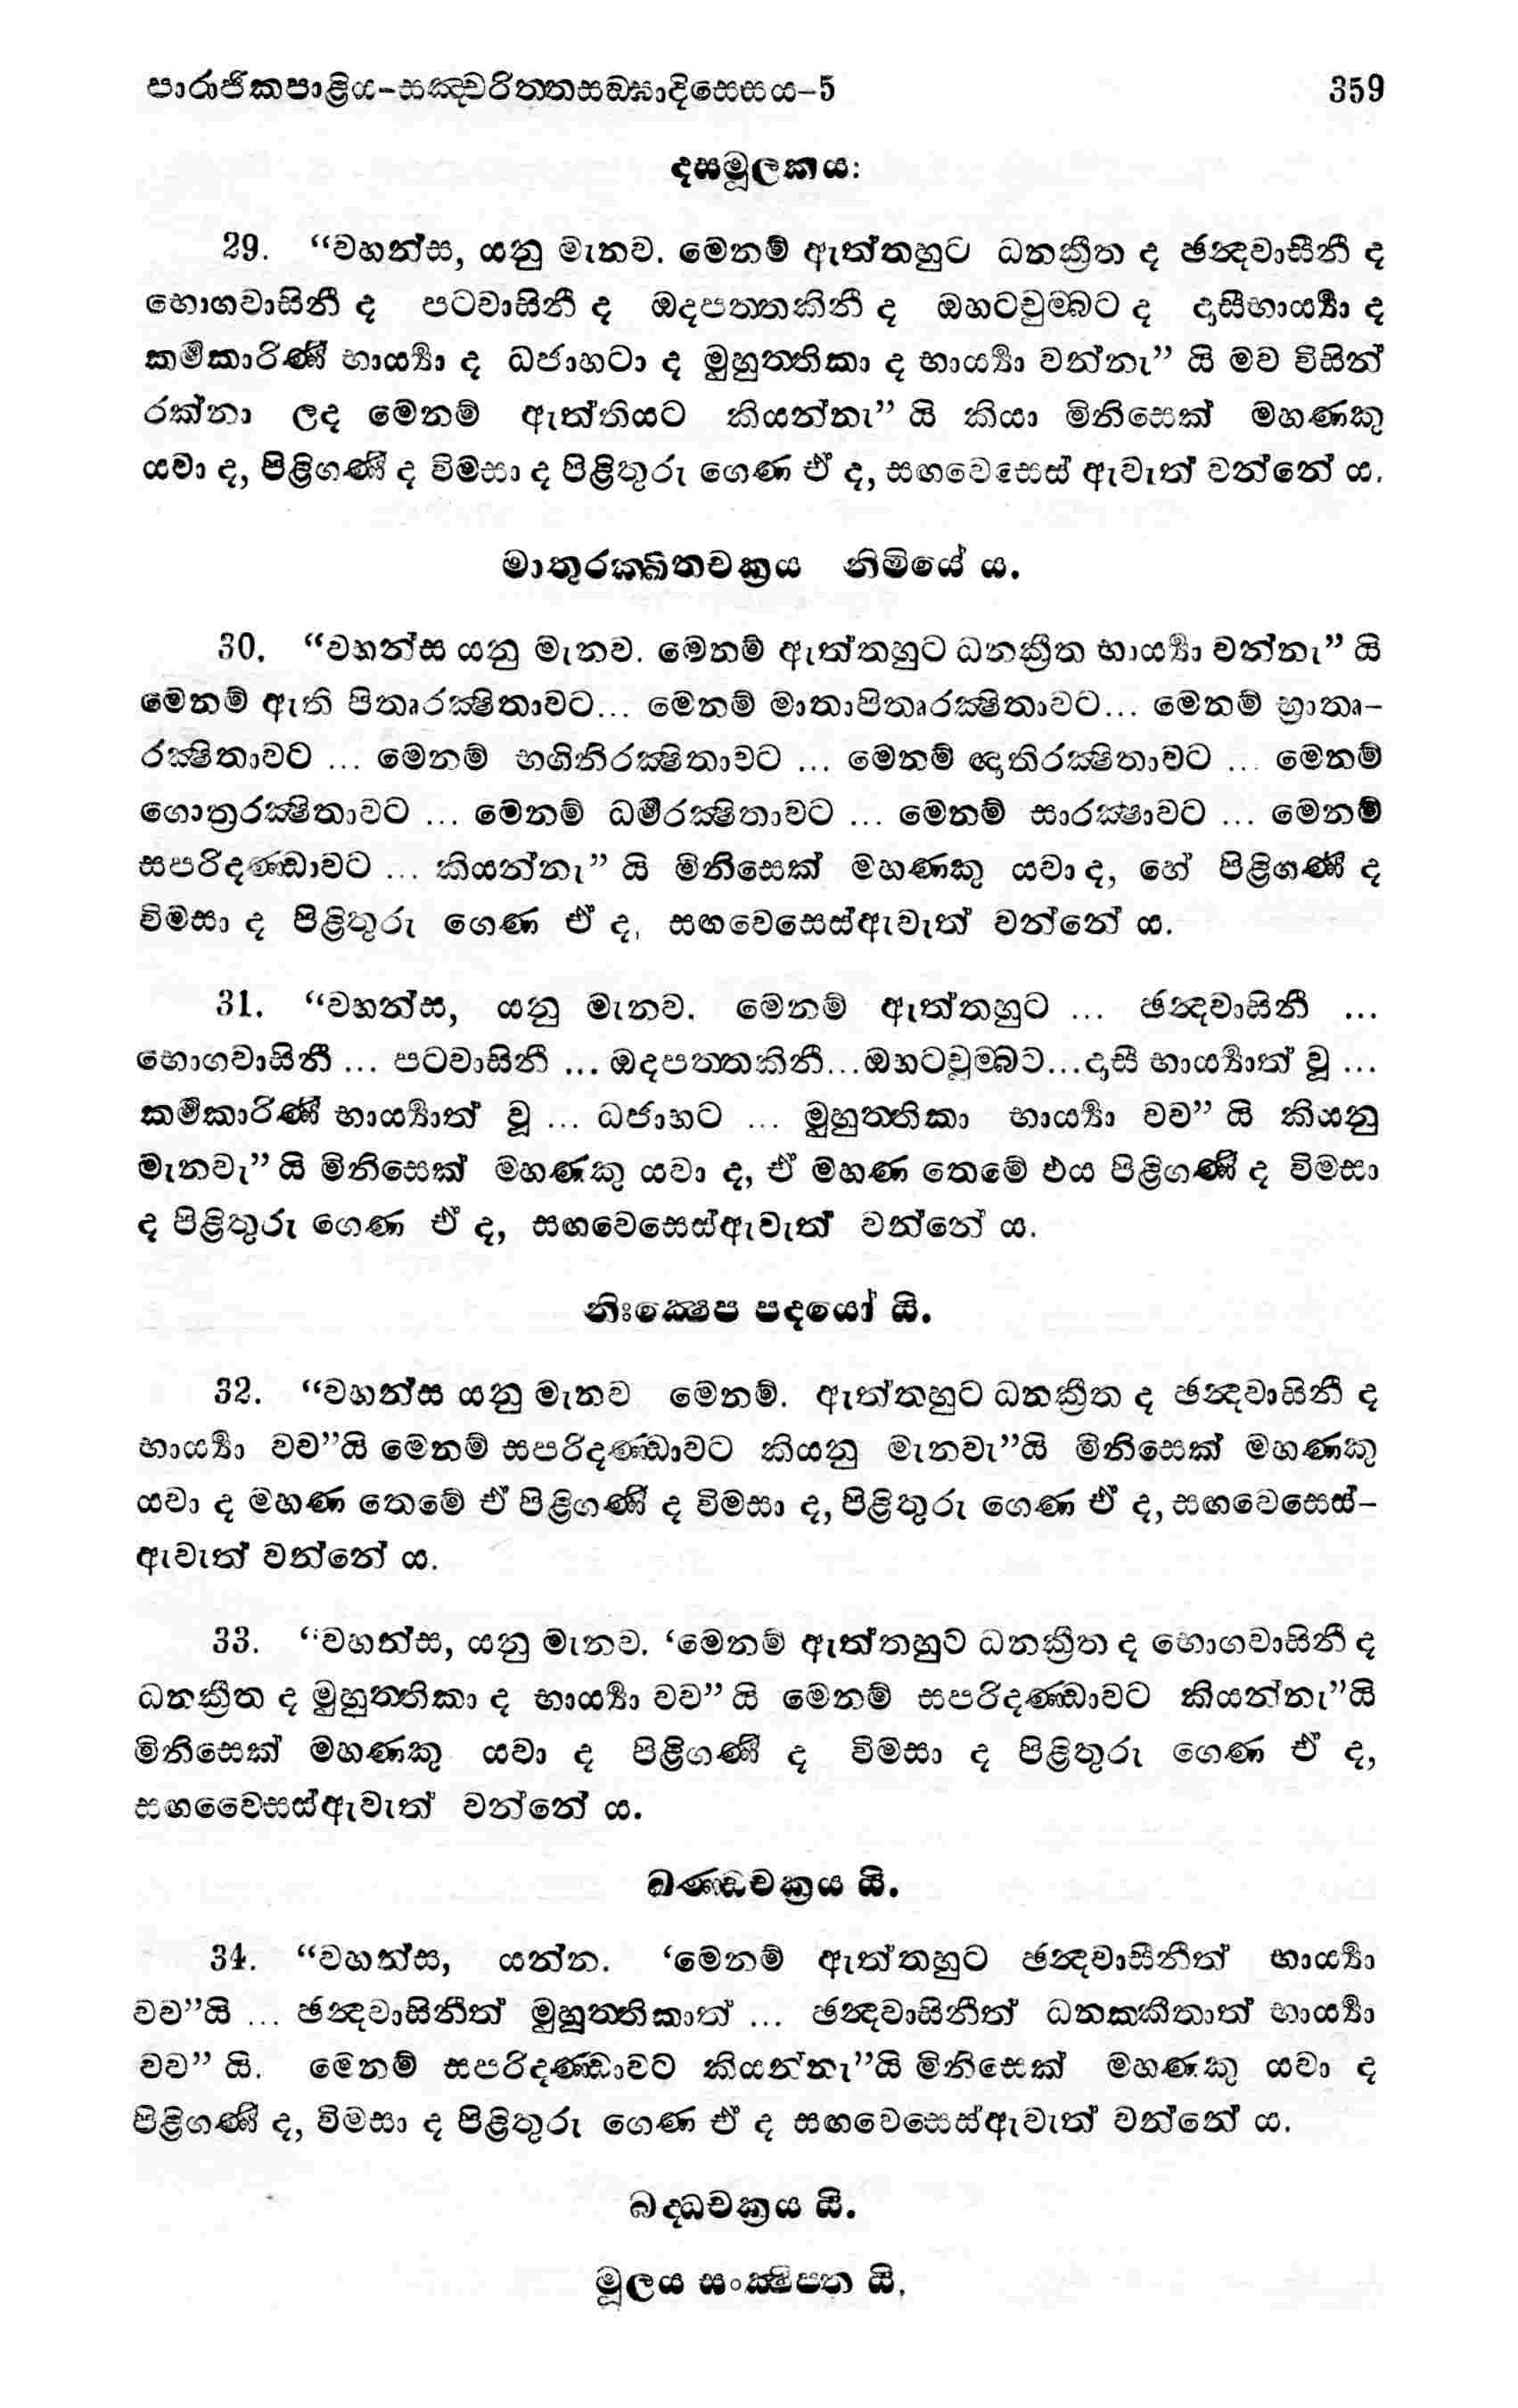 පාරාජිකපාළිය-සඤ්චරිත්තසඞ්ඝාදිසෙසය-5 359
දසමූලකය:
29. “වහන්ස, යනු මැනව. මෙනම් ඇත්තහුට ධනක්‍රීත ද ඡන්‍දවාසිනී ද
භොගවාසිනී ද පටවාසිනී ද ඔදපත්තකිනී ද ඔහටචුම්බට ද දාසීභාර්‍ය්‍යා ද
කර්‍මකාරිණී භාර්‍ය්‍යා ද ධජාහටා ද මුහුත්තිකා ද භාර්‍ය්‍යා වන්නැ” යි මව විසින්
රක්නා ලද මෙනම් ඇත්තියට කියන්නැ” යි කියා මිනිසෙක් මහණකු
යවා ද, පිළිගණී ද විමසා ද පිළිතුරු ගෙණ ඒ ද, සඟවෙසෙස් ඇවැත් වන්නේ ය.
මාතුරක්ඛිතචක්‍රය නිමියේ ය.
30. “වහන්ස යනු මැනව. මෙනම් ඇත්තහුට ධනක්‍රීත භාර්‍ය්‍යා වන්නැ” යි
මෙනම් ඇති පිතෘරක්‍ෂිතාවට... මෙනම් මාතාපිතෘරක්‍ෂිතාවට... මෙනම් භ්‍රාතෘ-
රක්‍ෂිතාවට ... මෙනම් භගිනිරක්‍ෂිතාවට ... මෙනම් ඥාතිරක්‍ෂිතාවට ... මෙනම්
ගොත්‍රරක්‍ෂිතාවට ... මෙනම් ධර්‍මරක්‍ෂිතාවට ... මෙනම් සාරක්‍ෂාවට ... මෙනම්
සපරිදණ්ඩාවට ... කියන්නැ” යි මිනිසෙක් මහණකු යවා ද, හේ පිළිගණී ද
විමසා ද පිළිතුරු ගෙණ ඒ ද, සඟවෙසෙස්ඇවැත් වන්නේ ය.
31. “වහන්ස, යනු මැනව. මෙනම් ඇත්තහුට ... ඡන්‍දවාසිනී ...
භොගවාසිනී ... පටවාසිනී ... ඔදපත්තකිනී...ඔහටචුම්බට...දාසී භාර්‍ය්‍යාත් වූ ...
කර්‍මකාරිණී භාර්‍ය්‍යාත් වූ ... ධජාහට ... මුහුත්තිකා භාර්‍ය්‍යා වව” යි කියනු
මැනවැ” යි මිනිසෙක් මහණකු යවා ද, ඒ මහණ තෙමේ එය පිළිගණී ද විමසා
ද පිළිතුරු ගෙණ ඒ ද, සඟවෙසෙස්ඇවැත් වන්නේ ය.
නිඃක්‍ෂෙප පදයෝ යි.
32. “වහන්ස යනු මැනව මෙනම්. ඇත්තහුට ධනක්‍රීත ද ඡන්‍දවාසිනී ද
භාර්‍ය්‍යා වව”යි මෙනම් සපරිදණ්ඩාවට කියනු මැනවැ”යි මිනිසෙක් මහණකු
යවා ද මහණ තෙමේ ඒ පිළිගණී ද විමසා ද, පිළිතුරු ගෙණ ඒ ද, සඟවෙසෙස්-
ඇවැත් වන්නේ ය.
33. “වහන්ස, යනු මැනව. ‘මෙනම් ඇත්තහුට ධනක්‍රීත ද භොගවාසිනී ද
ධනක්‍රීත ද මුහුත්තිකා ද භාර්‍ය්‍යා වව” යි මෙනම් සපරිදණ්ඩාවට කියන්නැ”යි
මිනිසෙක් මහණකු යවා ද පිළිගණී ද විමසා ද පිළිතුරු ගෙණ ඒ ද,
සඟවෛසස්ඇවැත් වන්නේ ය.
ඛණ්ඩචක්‍රය යි.
34. “වහන්ස, යන්න. ‘මෙනම් ඇත්තහුට ඡන්‍දවාසිනීත් භාර්‍ය්‍යා
වව”යි ... ඡන්‍දවාසිනීත් මුහුත්තිකාත් ... ඡන්‍දවාසිනීත් ධනක්කීතාත් භාර්‍ය්‍යා
වව” යි. මෙනම් සපරිදණ්ඩාවට කියන්නැ”යි මිනිසෙක් මහණකු යවා ද
පිළිගණී ද, විමසා ද පිළිතුරු ගෙණ ඒ ද සඟවෙසෙස්ඇවැත් වන්නේ ය.
බද්ධචක්‍රය යි.
මූලය සංක්‍ෂිප්ත යි.